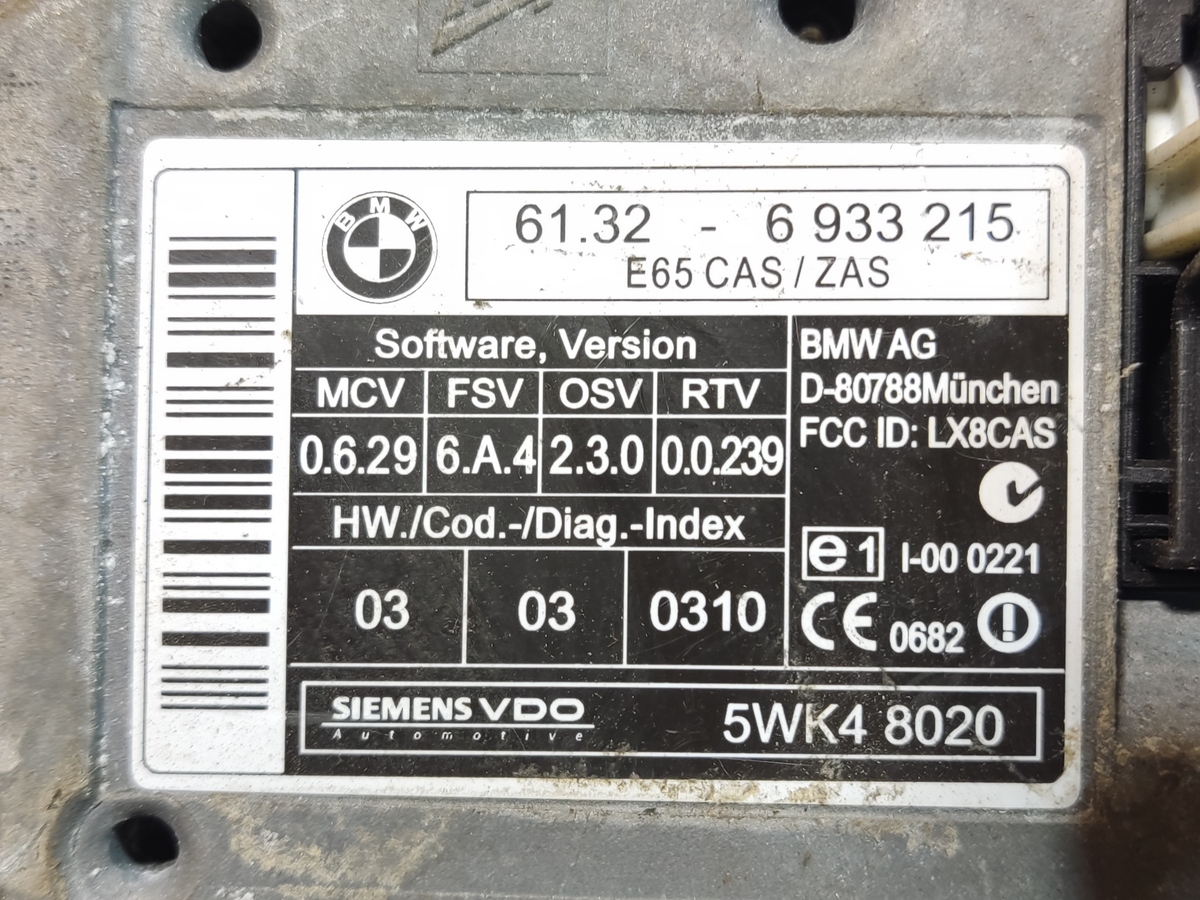 BMW
61.32 - 6 933 215
E65 CAS / ZAS
Software, Version
MCV FSV OSV RTV
0.6.29 6.A.4 2.3.0 0.0.239
HW./Cod.-/Diag.-Index
03 03 0310
BMW AG
D-80788München
FCC ID: LX8CAS
e1 I-00 0221
CE 0682
SIEMENS VDO
Automotive
5WK4 8020